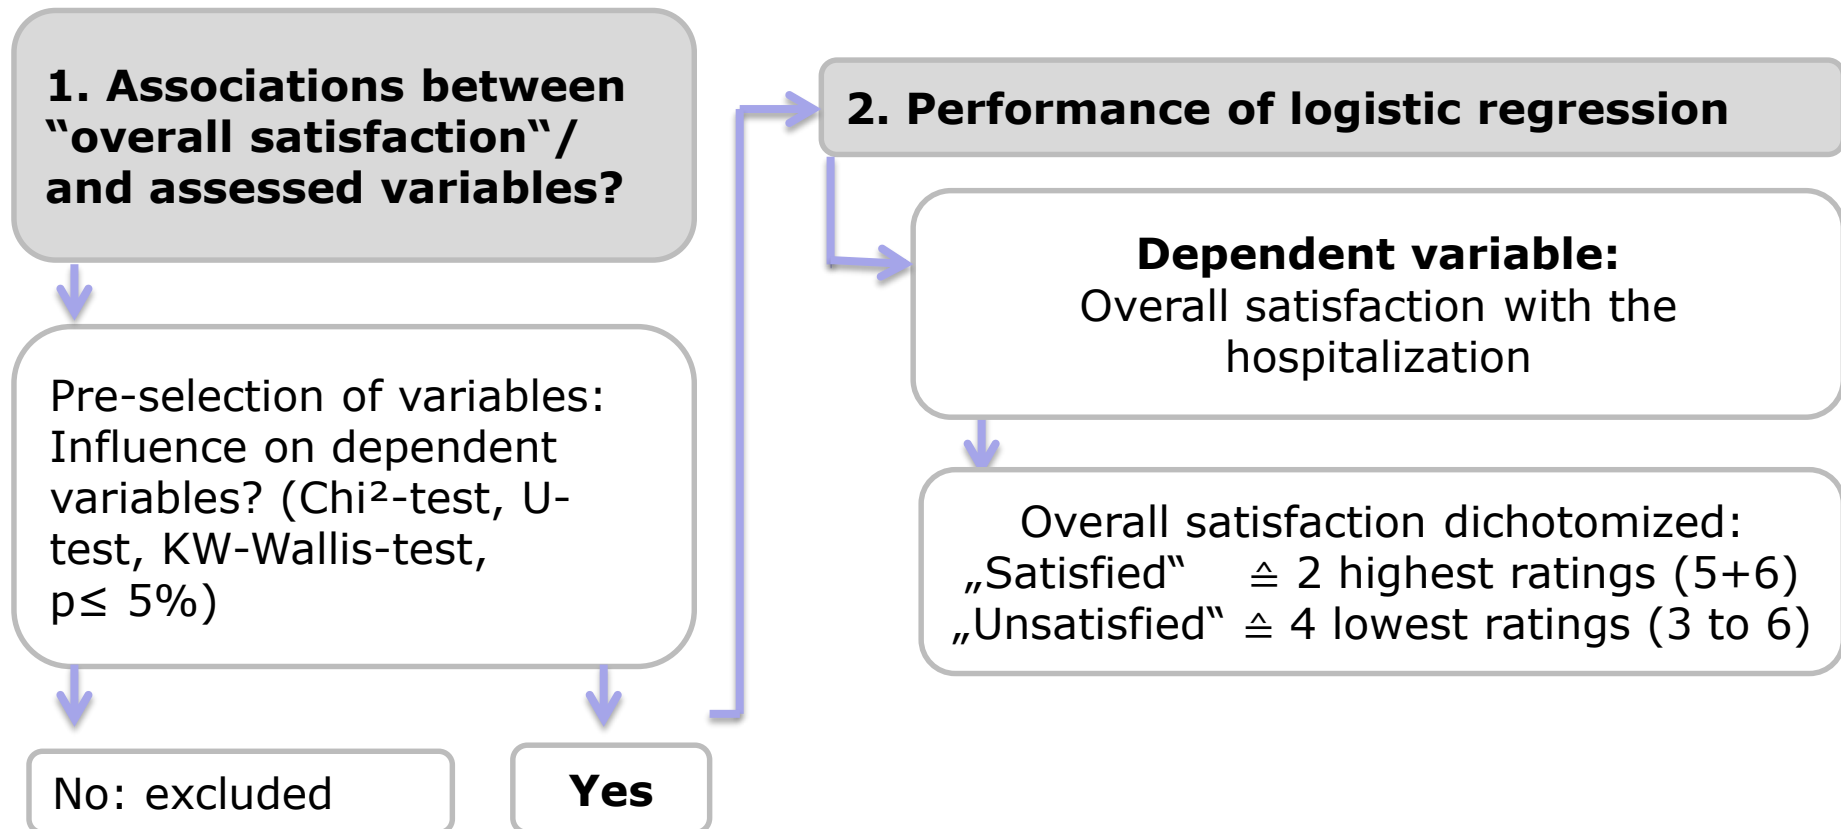 1. Associations between
“overall satisfaction“/
and assessed variables?
Pre-selection of variables:
Influence on dependent
variables? (Chi²-test, U-
test, KW-Wallis-test,
p≤ 5%)
No: excluded
Yes
2. Performance of logistic regression
Dependent variable:
Overall satisfaction with the
hospitalization
Overall satisfaction dichotomized:
„Satisfied“ ≙ 2 highest ratings (5+6)
„Unsatisfied“ ≙ 4 lowest ratings (3 to 6)